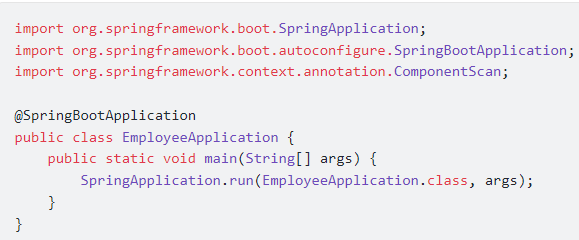 import org.springframework.boot.SpringApplication;
import org.springframework.boot.autoconfigure.SpringBootApplication;
import org.springframework.context.annotation.ComponentScan;

@SpringBootApplication
public class EmployeeApplication {
    public static void main(String[] args) {
        SpringApplication.run(EmployeeApplication.class, args);
    }
}